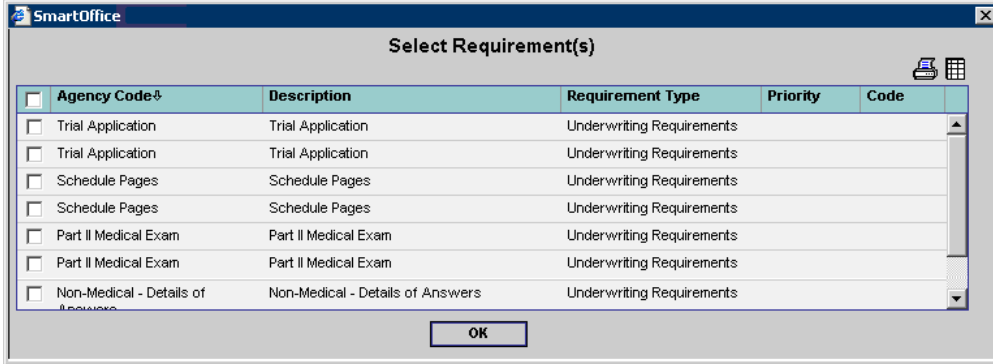 SmartOffice
Select Requirement(s)
Agency Code Description Requirement Type Priority Code
Trial Application Trial Application Underwriting Requirements
Trial Application Trial Application Underwriting Requirements
Schedule Pages Schedule Pages Underwriting Requirements
Schedule Pages Schedule Pages Underwriting Requirements
Part II Medical Exam Part II Medical Exam Underwriting Requirements
Part II Medical Exam Part II Medical Exam Underwriting Requirements
Non-Medical - Details of Non-Medical - Details of Answers Underwriting Requirements
Answers
OK